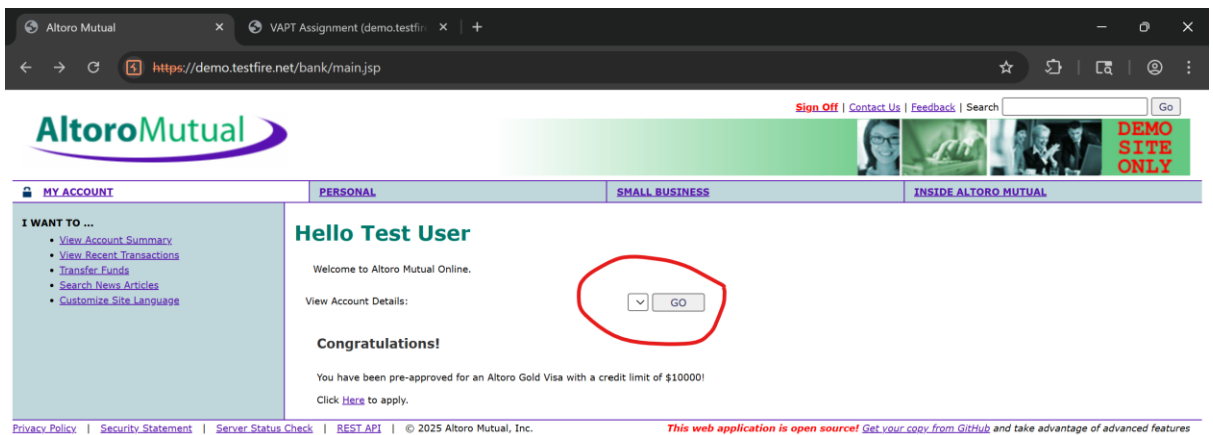 Altoro Mutual
VAPT Assignment (demo.testfir
https://demo.testfire.net/bank/main.jsp
Sign Off | Contact Us | Feedback | Search Go
AltoroMutual
DEMO
SITE
ONLY
MY ACCOUNT PERSONAL SMALL BUSINESS INSIDE ALTORO MUTUAL
I WANT TO ...
• View Account Summary
• View Recent Transactions
• Transfer Funds
• Search News Articles
• Customize Site Language
Hello Test User
Welcome to Altoro Mutual Online.
View Account Details: GO
Congratulations!
You have been pre-approved for an Altoro Gold Visa with a credit limit of $10000!
Click Here to apply.
Privacy Policy | Security Statement | Server Status Check | REST API | © 2025 Altoro Mutual, Inc. This web application is open source! Get your copy from GitHub and take advantage of advanced features